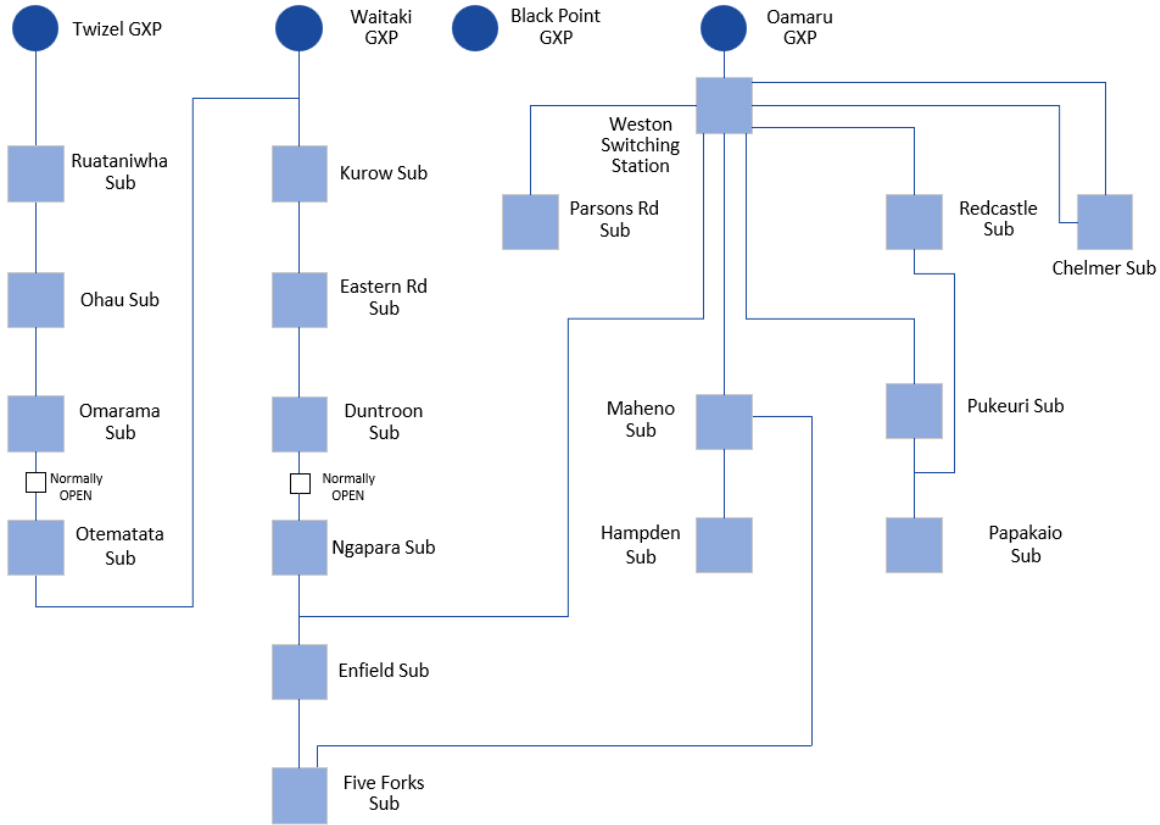 Twizel GXP
Waitaki
GXP
Black Point
GXP
Oamaru
GXP
Weston
Switching
Station
Ruataniwha
Sub
Kurow Sub
Parsons Rd
Sub
Redcastle
Sub
Chelmer Sub
Ohau Sub
Eastern Rd
Sub
Omarama
Sub
Duntroon
Sub
Maheno
Sub
Pukeuri Sub
Normally
OPEN
Normally
OPEN
Otematata
Sub
Ngapara Sub
Hampden
Sub
Papakaio
Sub
Enfield Sub
Five Forks
Sub